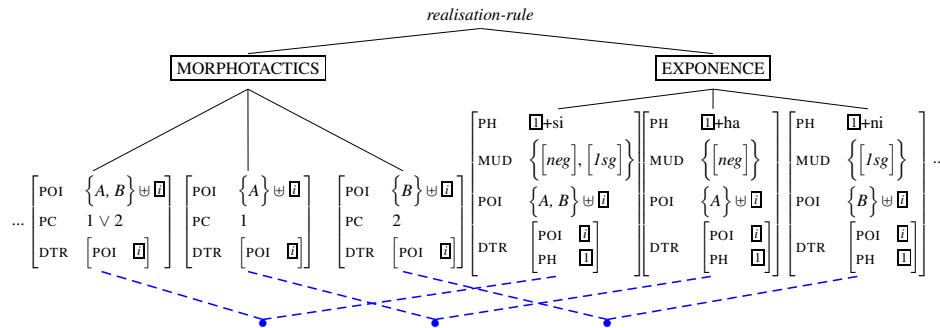 realisation-rule
MORPHOTACTICS EXPONENCE
... [POI {A, B} ⊎ i
PC 1 ∨ 2
DTR [POI i]]
[POI {A} ⊎ i
PC 1
DTR [POI i]]
[POI {B} ⊎ i
PC 2
DTR [POI i]]
[PH 1+si
MUD {[neg], [1sg]}
POI {A, B} ⊎ i
DTR [POI i
PH 1]]
[PH 1+ha
MUD {[neg]}
POI {A} ⊎ i
DTR [POI i
PH 1]]
[PH 1+ni
MUD {[1sg]}
POI {B} ⊎ i
DTR [POI i
PH 1]] ...